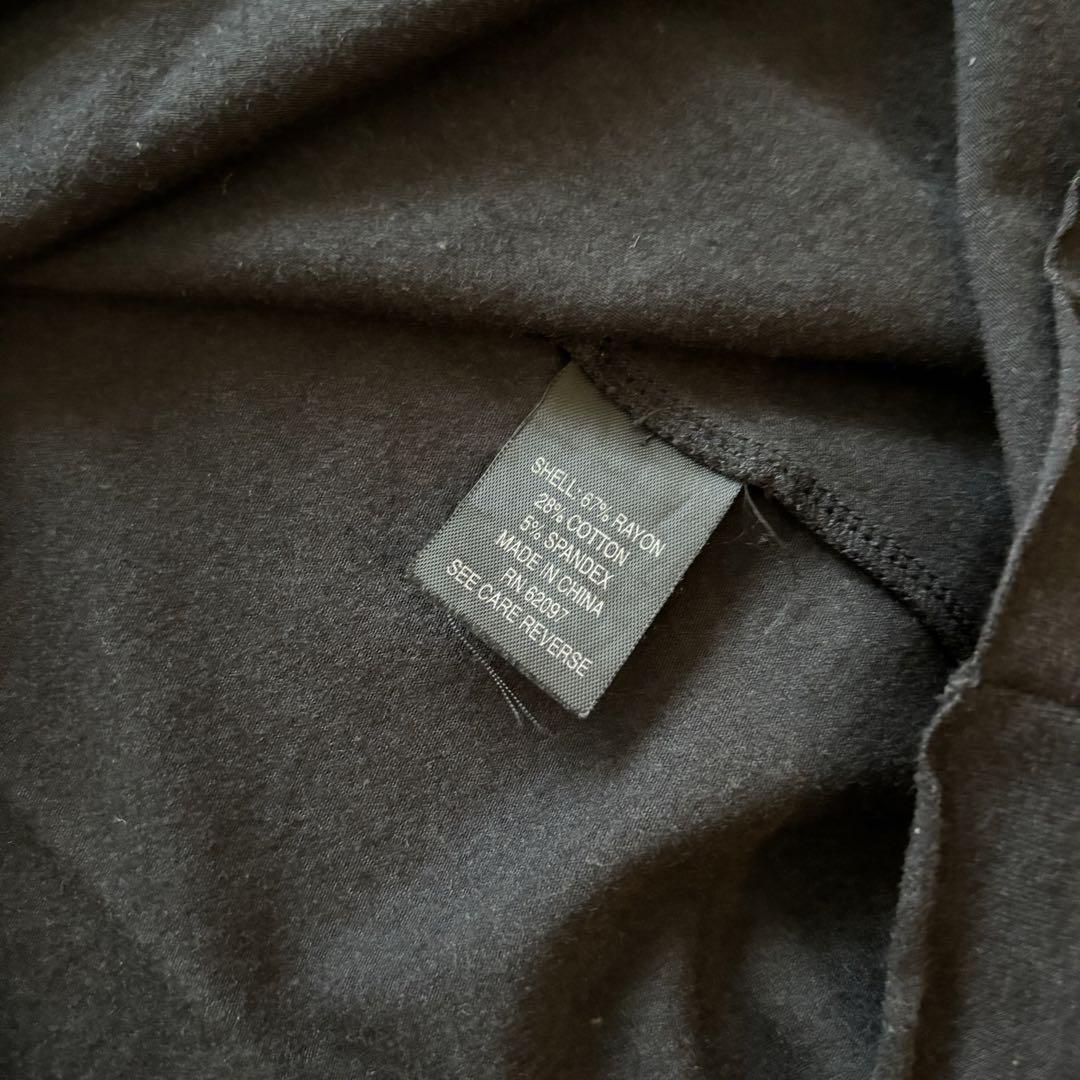 SHELL: 67% RAYON
28% COTTON
5% SPANDEX
MADE IN CHINA
RN 62097
SEE CARE REVERSE